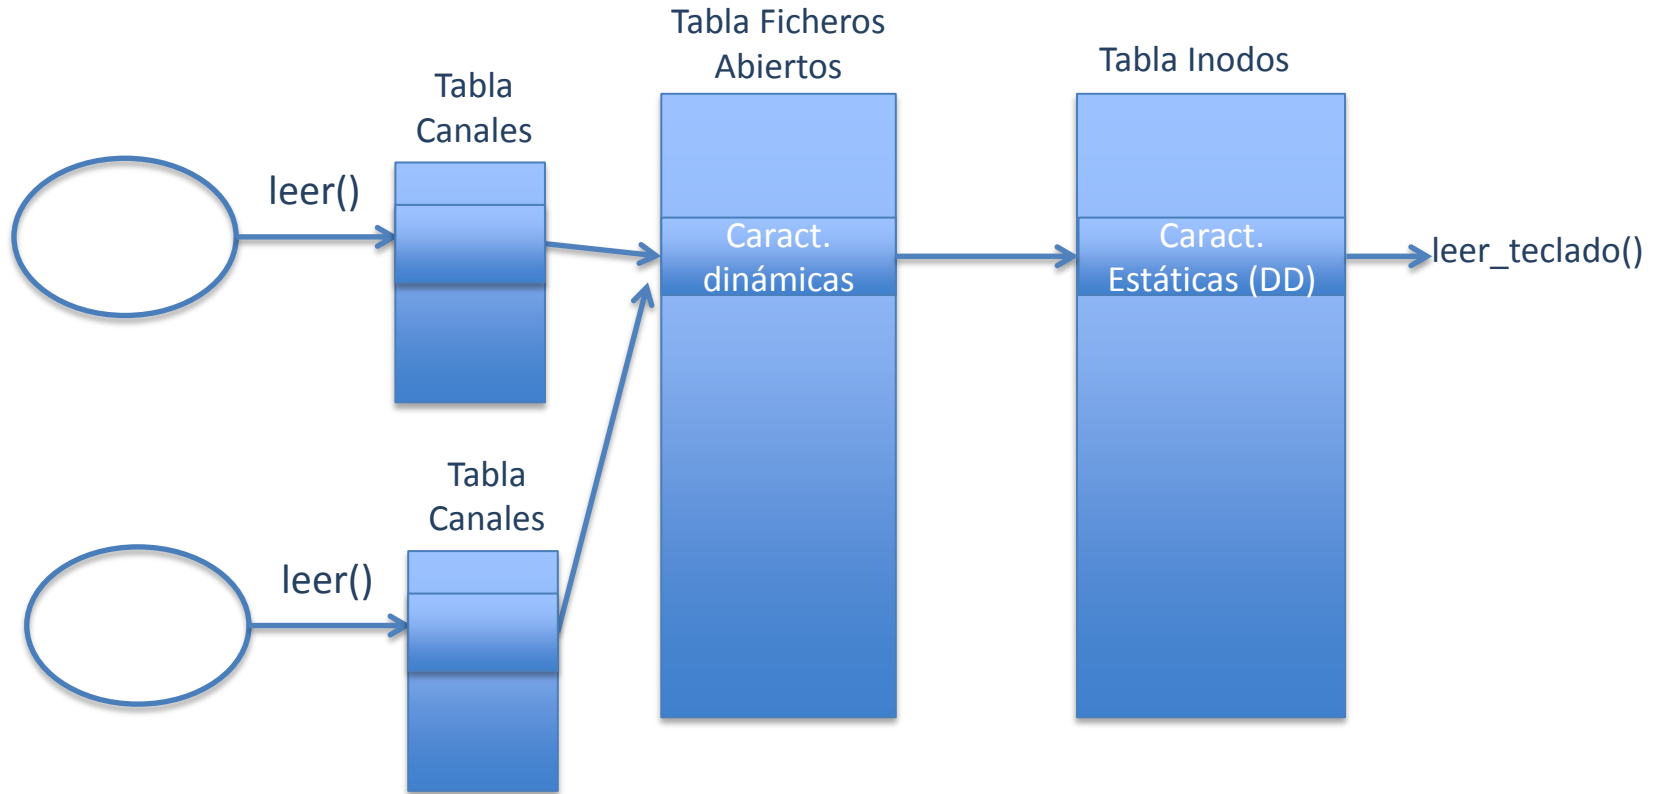 Tabla Ficheros
Abiertos
Tabla Inodos
Tabla
Canales
leer()
Caract.
dinámicas
Caract.
Estáticas (DD)
leer_teclado()
Tabla
Canales
leer()